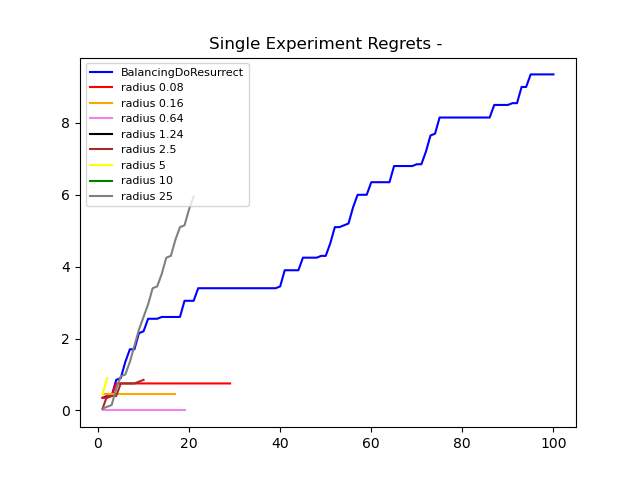 Single Experiment Regrets -
BalancingDoResurrect
radius 0.08
radius 0.16
radius 0.64
radius 1.24
radius 2.5
radius 5
radius 10
radius 25
8
6
4
2
0
0 20 40 60 80 100